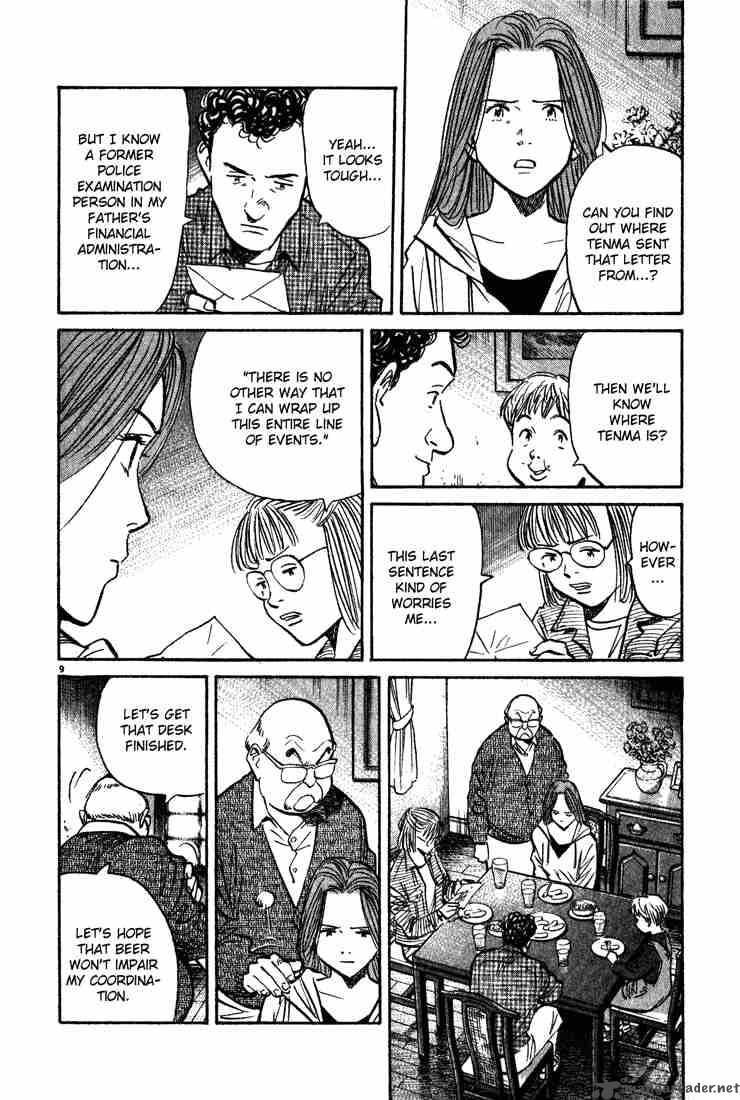 CAN YOU FIND
OUT WHERE
TENMA SENT
THAT LETTER
FROM...?
YEAH...
IT LOOKS
TOUGH...
BUT I KNOW
A FORMER
POLICE
EXAMINATION
PERSON IN MY
FATHER'S
FINANCIAL
ADMINISTRA-
TION...
THEN WE'LL
KNOW
WHERE
TENMA IS?
HOW-
EVER
...
THIS LAST
SENTENCE
KIND OF
WORRIES
ME...
"THERE IS NO
OTHER WAY THAT
I CAN WRAP UP
THIS ENTIRE LINE
OF EVENTS."
9
LET'S GET
THAT DESK
FINISHED.
LET'S HOPE
THAT BEER
WON'T IMPAIR
MY COORDINA-
TION.